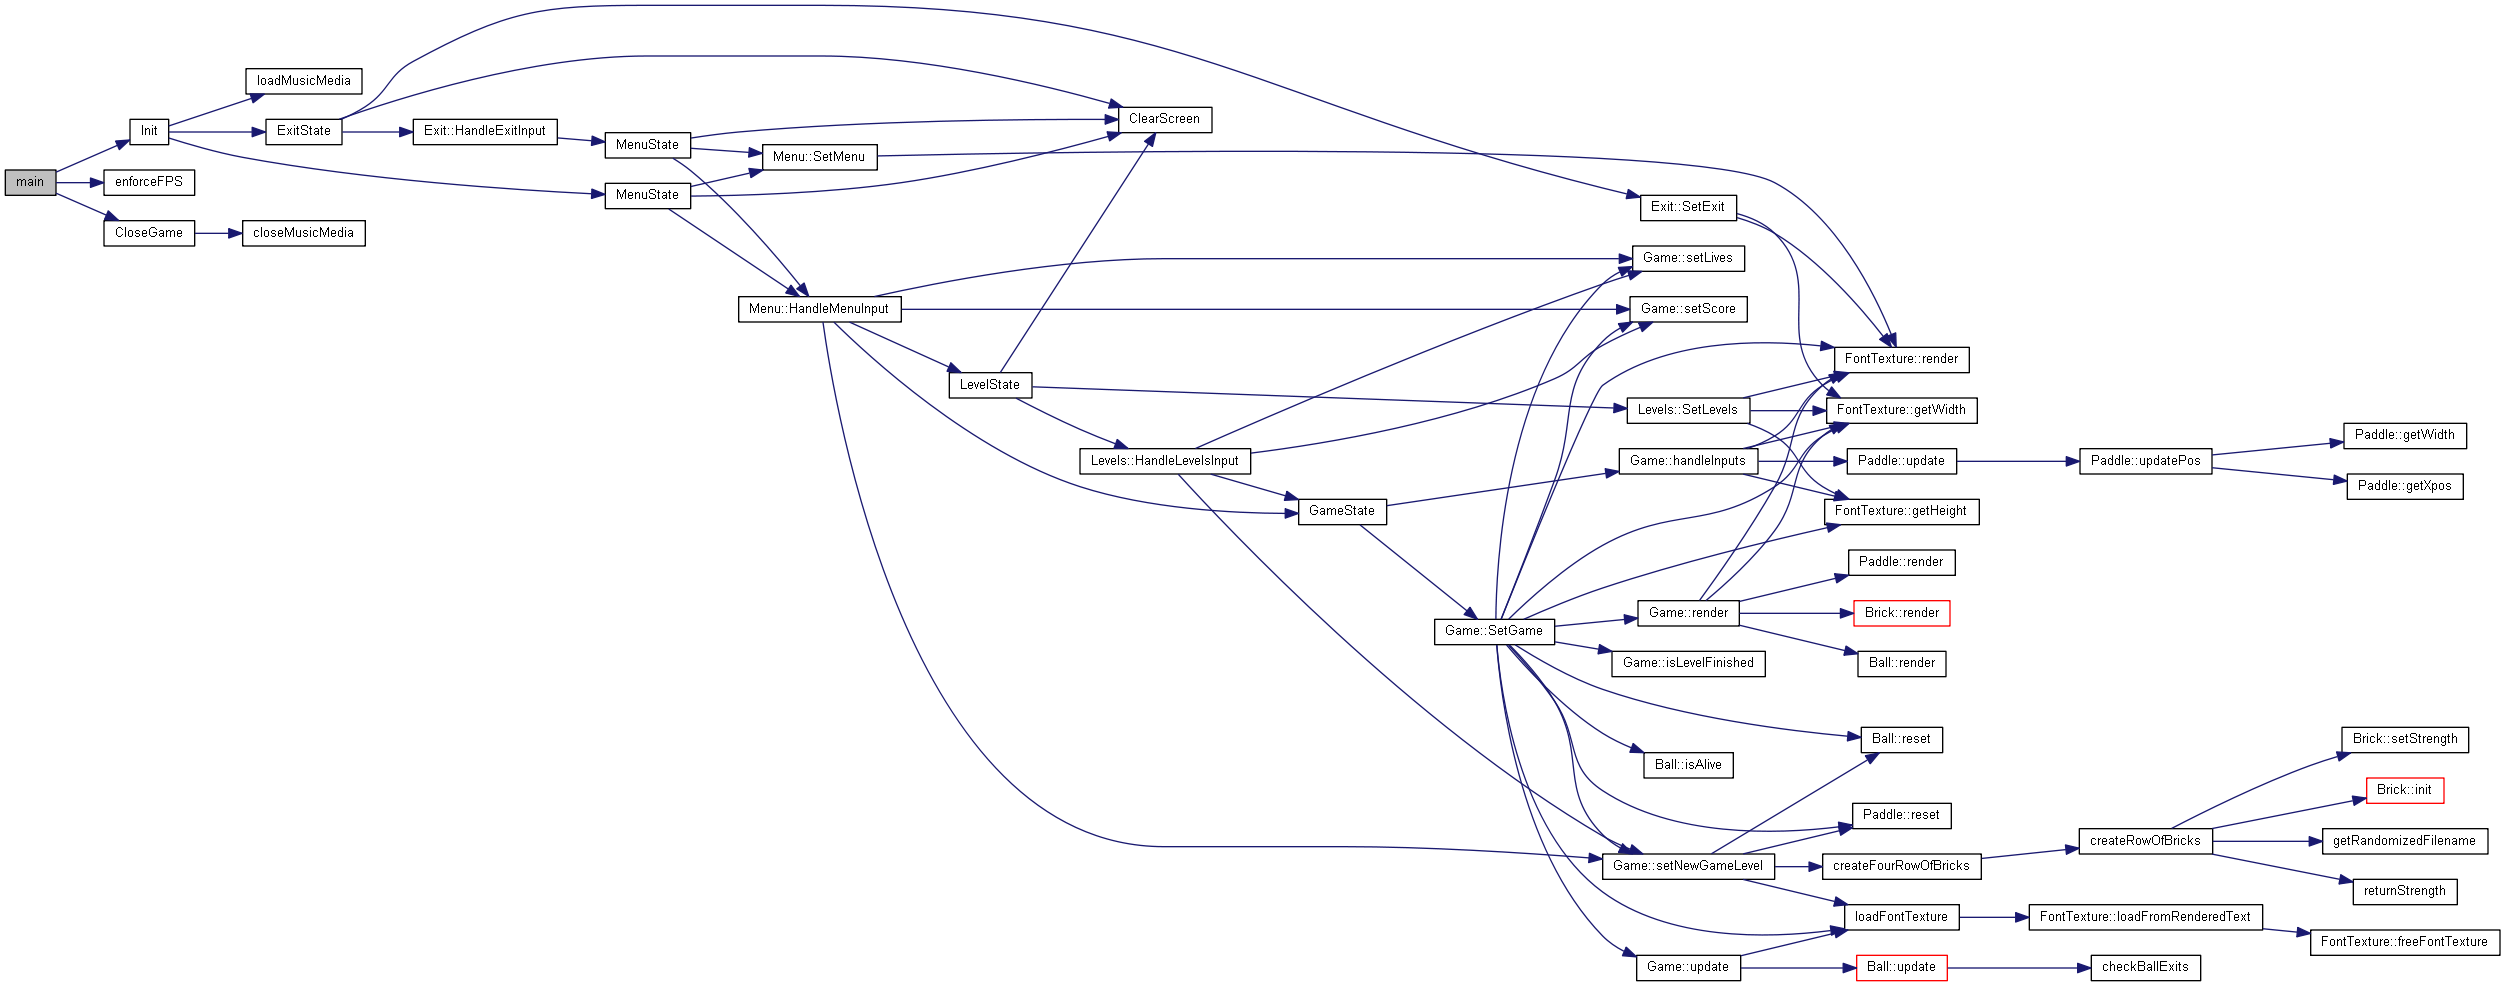 main
Init
enforceFPS
CloseGame
loadMusicMedia
ExitState
closeMusicMedia
Exit::HandleExitInput
MenuState
MenuState
Menu::SetMenu
Menu::HandleMenuInput
LevelState
ClearScreen
Levels::HandleLevelsInput
GameState
Game::SetGame
Exit::SetExit
Game::setLives
Game::setScore
Levels::SetLevels
Game::handleInputs
Game::render
Game::isLevelFinished
Ball::isAlive
Game::setNewGameLevel
Game::update
FontTexture::render
FontTexture::getWidth
Paddle::update
FontTexture::getHeight
Paddle::render
Brick::render
Ball::render
Ball::reset
Paddle::reset
createFourRowOfBricks
loadFontTexture
Ball::update
Paddle::updatePos
createRowOfBricks
FontTexture::loadFromRenderedText
checkBallExits
Paddle::getWidth
Paddle::getXpos
Brick::setStrength
Brick::init
getRandomizedFilename
returnStrength
FontTexture::freeFontTexture